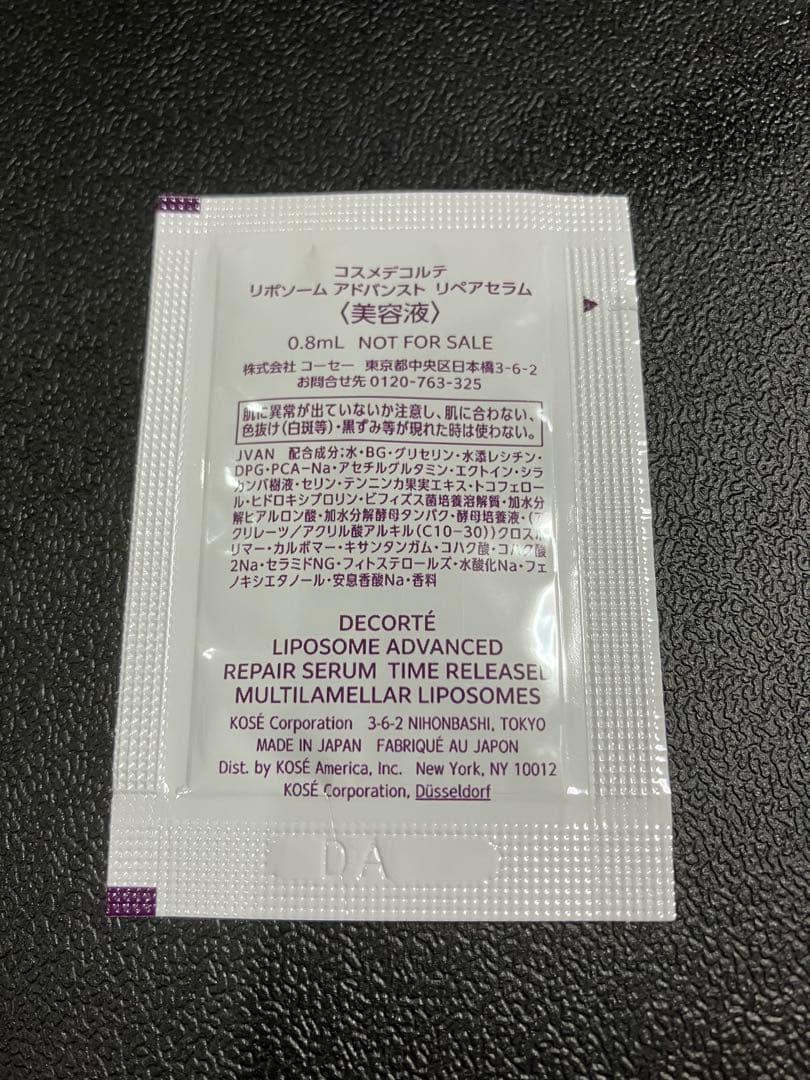 コスメデコルテ
リポソーム アドバンスト リペアセラム
〈美容液〉
0.8mL NOT FOR SALE
株式会社 コーセー 東京都中央区日本橋3-6-2
お問合せ先 0120-763-325
肌に異常が出ていないか注意し、肌に合わない、
色抜け(白斑等)・黒ずみ等が現れた時は使わない。
JVAN 配合成分:水・BG・グリセリン・水添レシチン・
DPG・PCA-Na・アセチルグルタミン・エクトイン・シラ
カンバ樹液・セリン・テンニンカ果実エキス・トコフェロー
ル・ヒドロキシプロリン・ビフィズス菌培養溶解質・加水分
解ヒアルロン酸・加水分解酵母タンパク・酵母培養液・(ア
クリレーツ/アクリル酸アルキル(C10-30))クロスポ
リマー・カルボマー・キサンタンガム・コハク酸・コハク酸
2Na・セラミドNG・フィトステロールズ・水酸化Na・フェ
ノキシエタノール・安息香酸Na・香料
DECORTÉ
LIPOSOME ADVANCED
REPAIR SERUM TIME RELEASED
MULTILAMELLAR LIPOSOMES
KOSÉ Corporation 3-6-2 NIHONBASHI, TOKYO
MADE IN JAPAN FABRIQUÉ AU JAPON
Dist. by KOSÉ America, Inc. New York, NY 10012
KOSÉ Corporation, Düsseldorf
DA